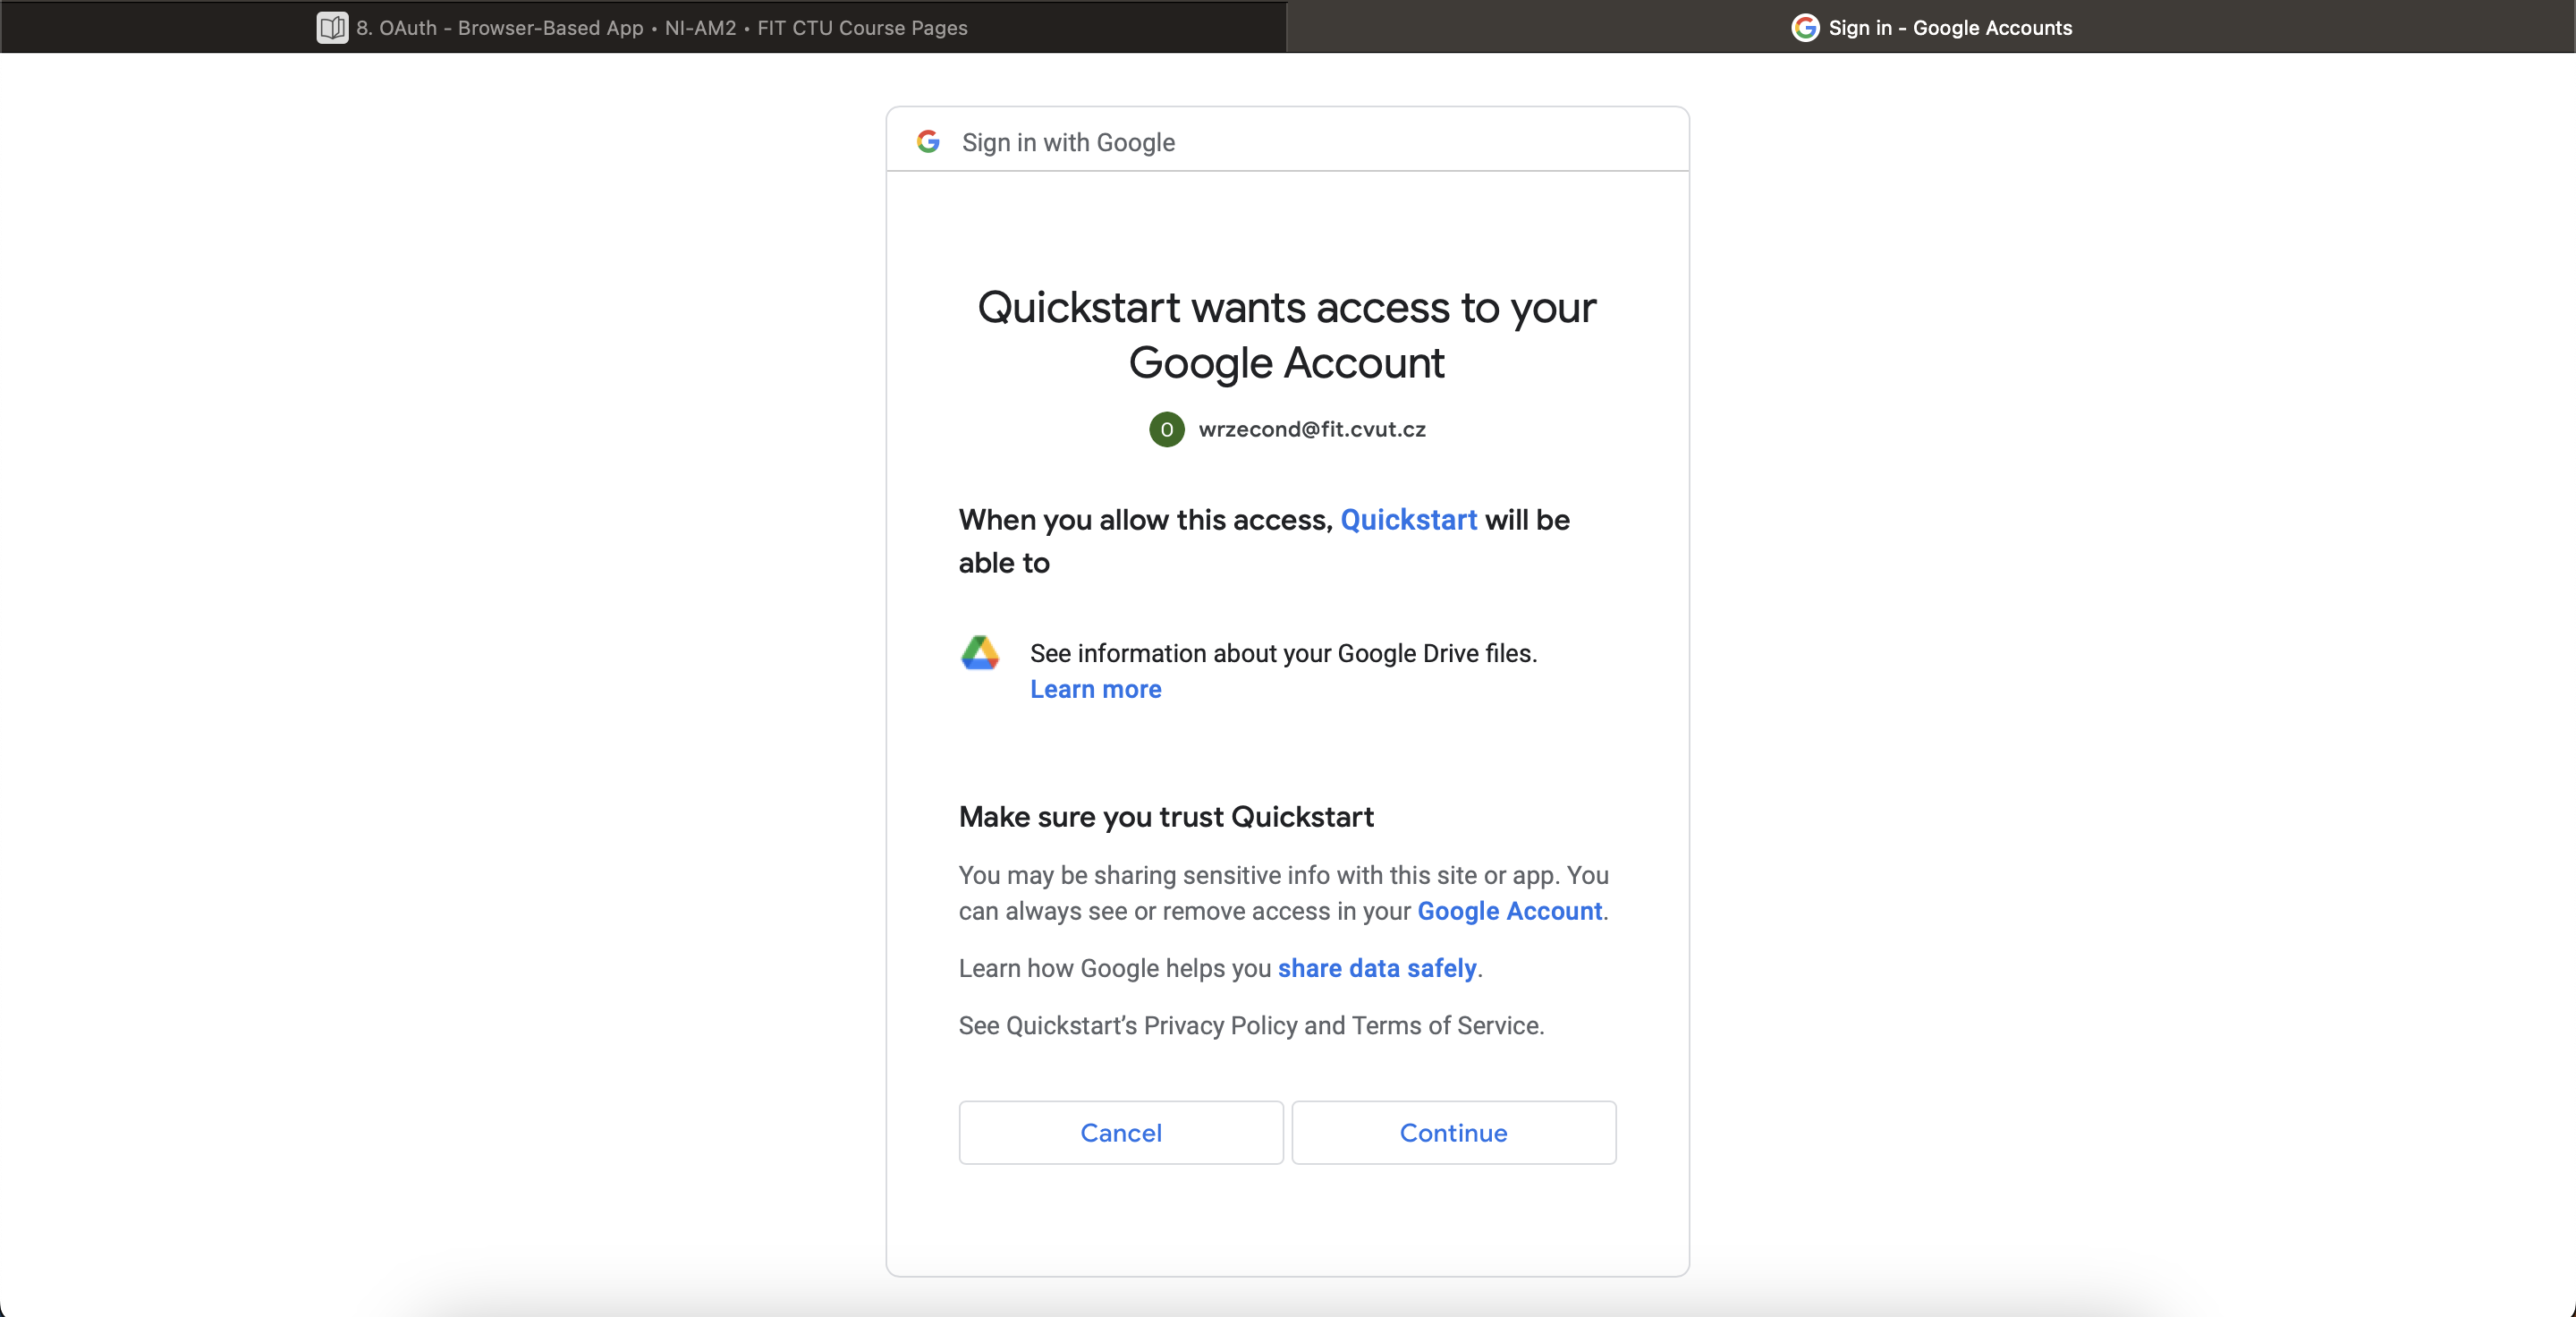 8. OAuth - Browser-Based App • NI-AM2 • FIT CTU Course Pages
Sign in - Google Accounts
Sign in with Google
Quickstart wants access to your
Google Account
O wrzecond@fit.cvut.cz
When you allow this access, Quickstart will be
able to
See information about your Google Drive files.
Learn more
Make sure you trust Quickstart
You may be sharing sensitive info with this site or app. You
can always see or remove access in your Google Account.
Learn how Google helps you share data safely.
See Quickstart’s Privacy Policy and Terms of Service.
Cancel
Continue